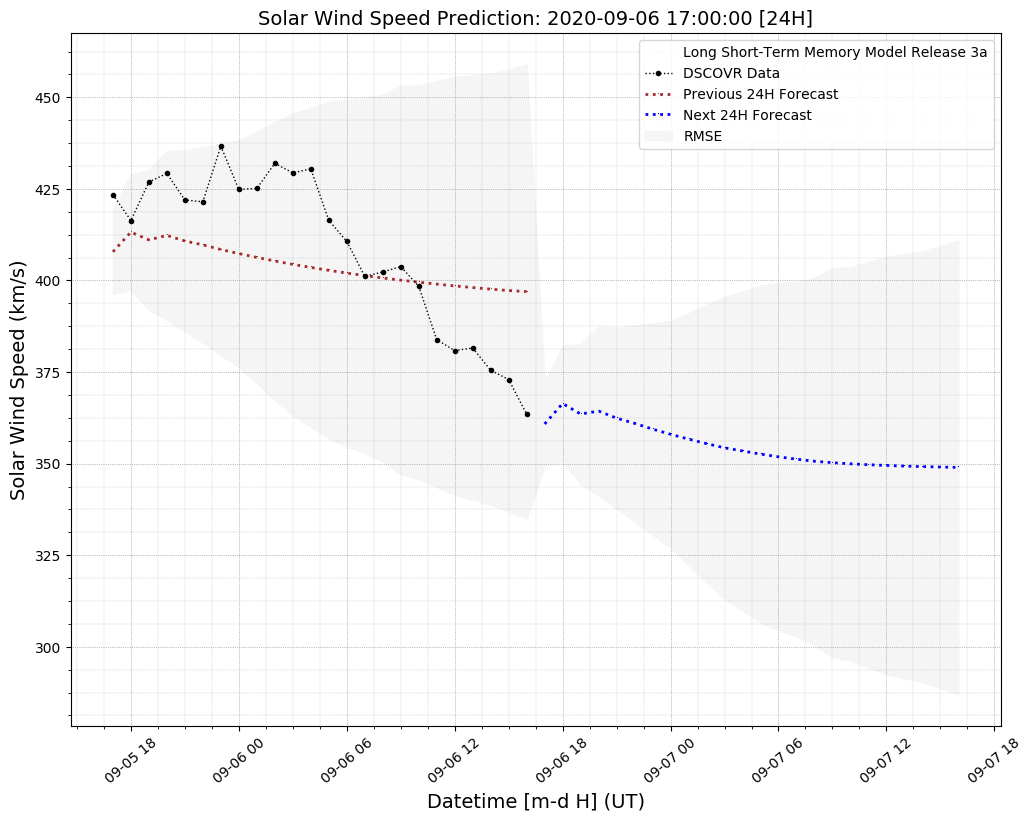 Solar Wind Speed Prediction: 2020-09-06 17:00:00 [24H]
Long Short-Term Memory Model Release 3a
DSCOVR Data
Previous 24H Forecast
Next 24H Forecast
RMSE
Solar Wind Speed (km/s)
450
425
400
375
350
325
300
09-05 18
09-06 00
09-06 06
09-06 12
09-06 18
09-07 00
09-07 06
09-07 12
09-07 18
Datetime [m-d H] (UT)